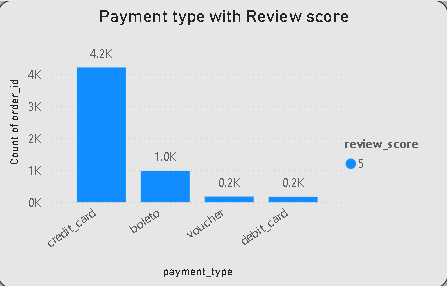 Payment type with Review score
Count of order_id
4K
3K
2K
1K
0K
4.2K
1.0K
0.2K
0.2K
credit_card
boleto
voucher
debit_card
payment_type
review_score
5